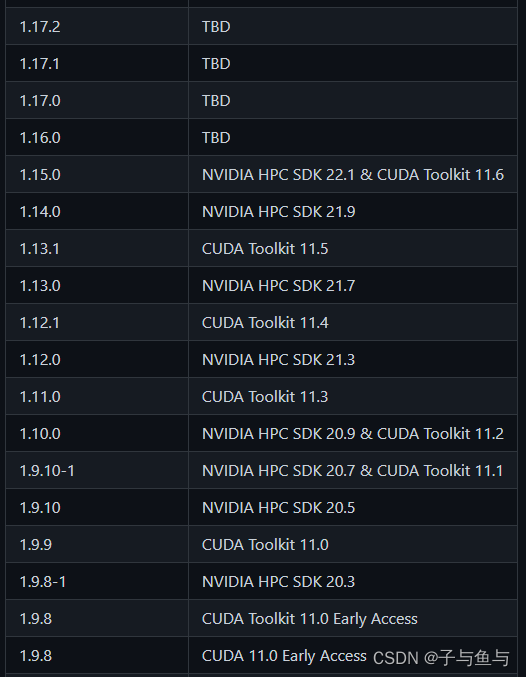 1.17.2 TBD
1.17.1 TBD
1.17.0 TBD
1.16.0 TBD
1.15.0 NVIDIA HPC SDK 22.1 & CUDA Toolkit 11.6
1.14.0 NVIDIA HPC SDK 21.9
1.13.1 CUDA Toolkit 11.5
1.13.0 NVIDIA HPC SDK 21.7
1.12.1 CUDA Toolkit 11.4
1.12.0 NVIDIA HPC SDK 21.3
1.11.0 CUDA Toolkit 11.3
1.10.0 NVIDIA HPC SDK 20.9 & CUDA Toolkit 11.2
1.9.10-1 NVIDIA HPC SDK 20.7 & CUDA Toolkit 11.1
1.9.10 NVIDIA HPC SDK 20.5
1.9.9 CUDA Toolkit 11.0
1.9.8-1 NVIDIA HPC SDK 20.3
1.9.8 CUDA Toolkit 11.0 Early Access
1.9.8 CUDA 11.0 Early Access
CSDN @子与鱼与